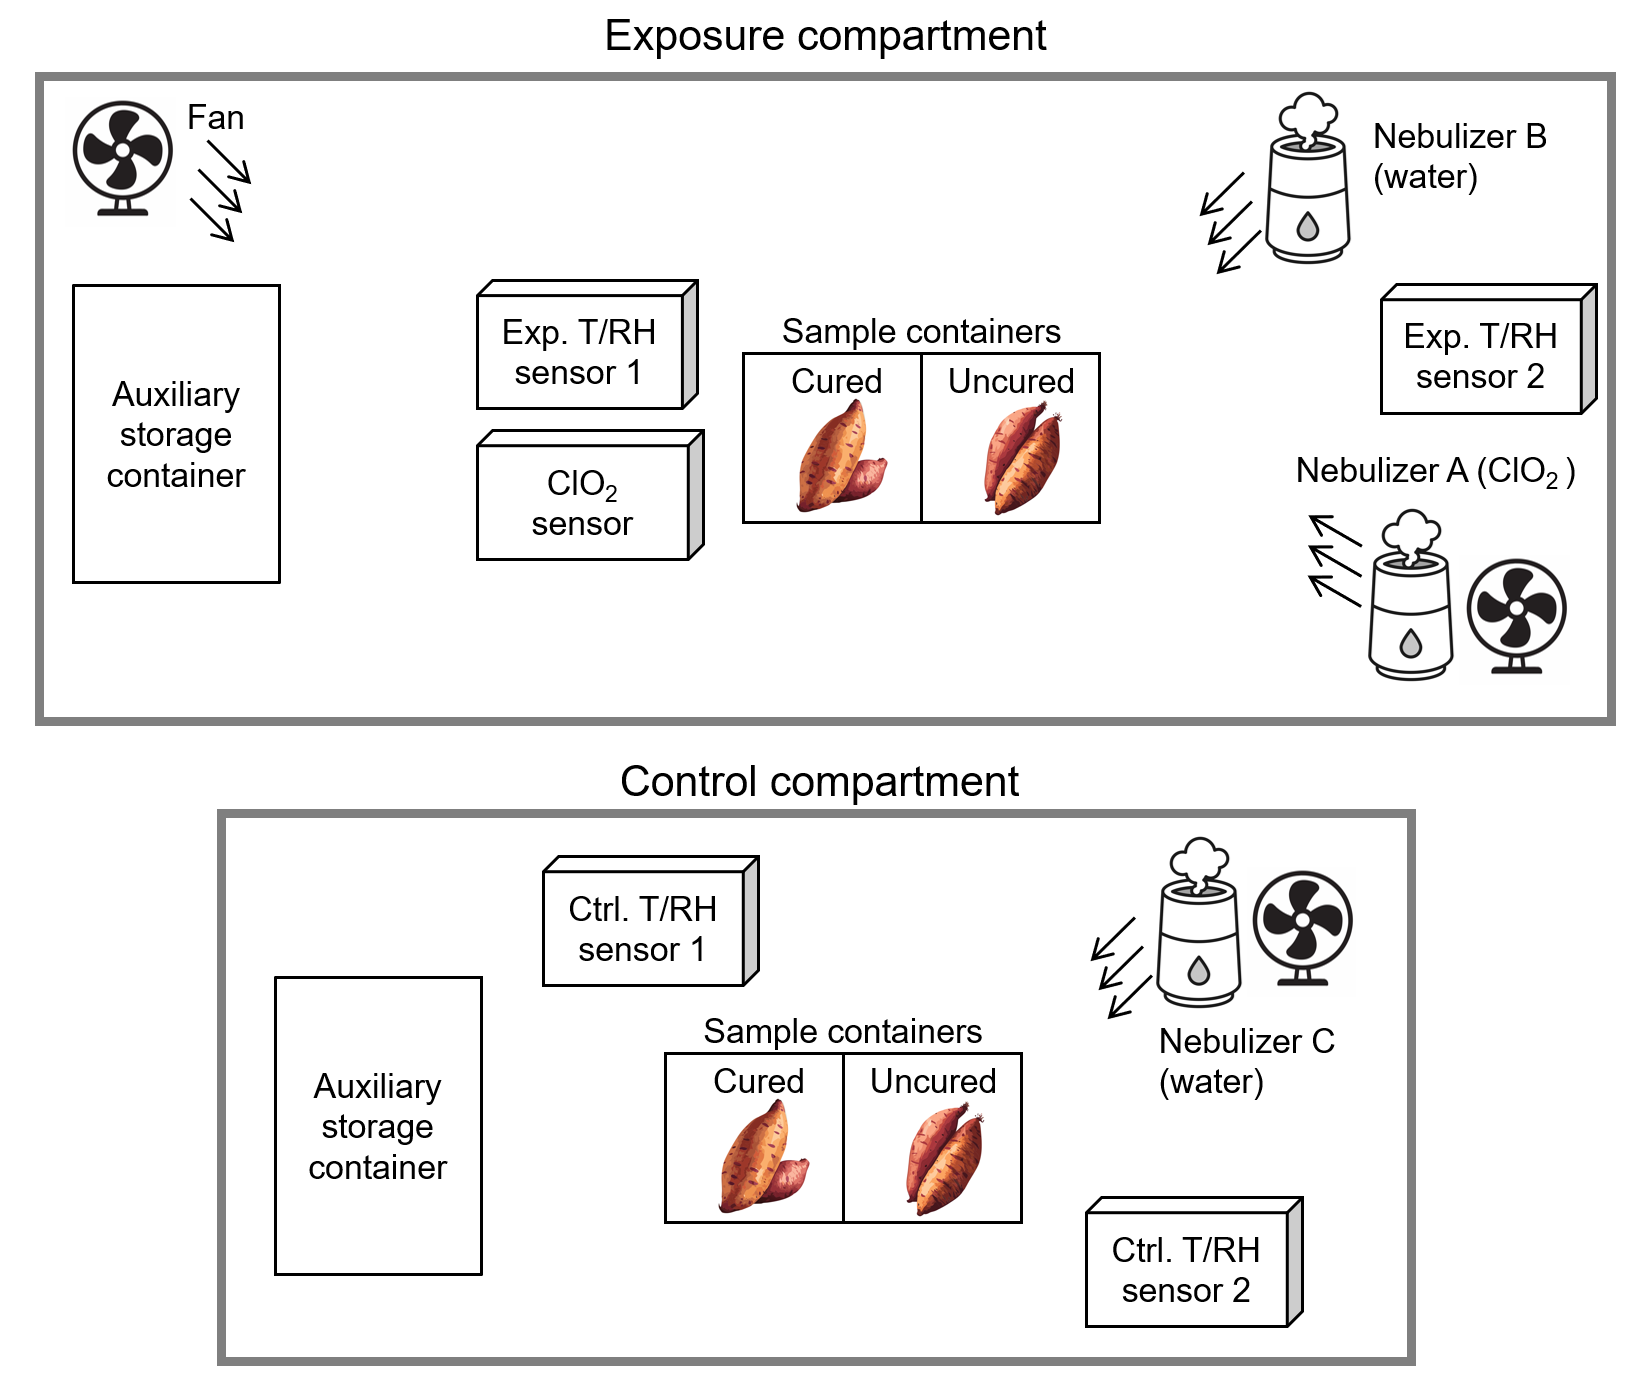 Exposure compartment
Fan
Nebulizer B
(water)
Exp. T/RH
sensor 1
Sample containers
Cured
Uncured
Exp. T/RH
sensor 2
Auxiliary
storage
container
ClO₂
sensor
Nebulizer A (ClO₂ )
Control compartment
Ctrl. T/RH
sensor 1
Sample containers
Cured
Uncured
Nebulizer C
(water)
Auxiliary
storage
container
Ctrl. T/RH
sensor 2